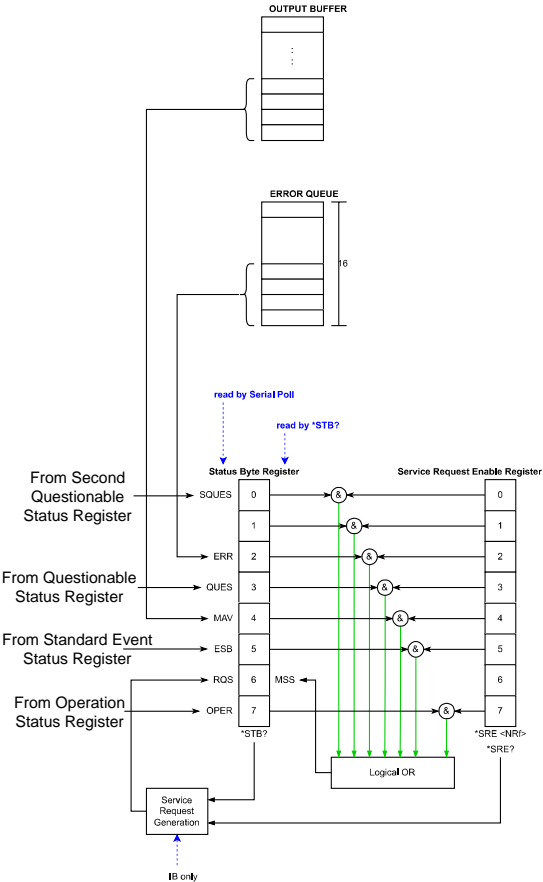 OUTPUT BUFFER
ERROR QUEUE
16
read by Serial Poll
read by *STB?
Status Byte Register
Service Request Enable Register
From Second
Questionable
Status Register
SQUES
0
&
0
1
&
1
ERR
2
&
2
From Questionable
Status Register
QUES
3
&
3
MAV
4
&
4
From Standard Event
Status Register
ESB
5
&
5
RQS
6
MSS
6
From Operation
Status Register
OPER
7
&
7
*STB?
*SRE <NRf>
*SRE?
Logical OR
Service
Request
Generation
IB only